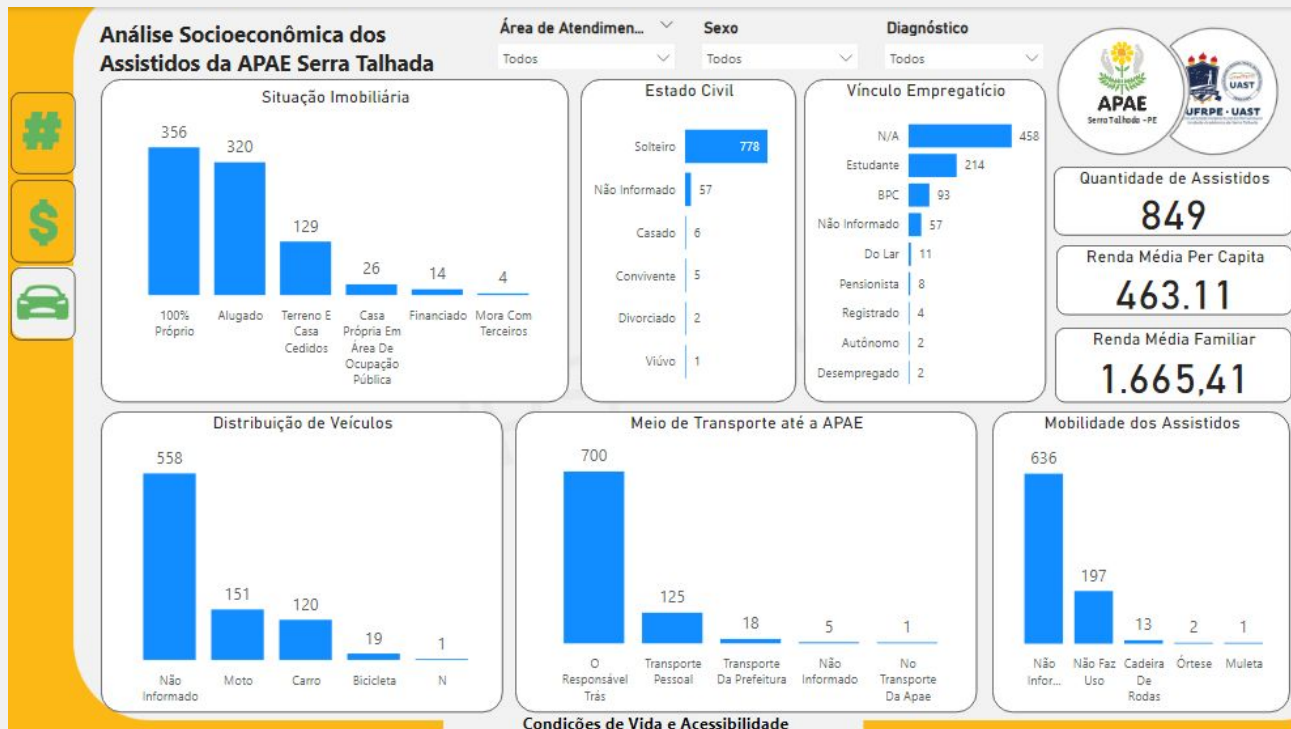 Análise Socioeconômica dos
Assistidos da APAE Serra Talhada
Área de Atendimen...
Todos
Sexo
Todos
Diagnóstico
Todos
APAE
Serra Talhada -PE
UAST
UFRPE · UAST
Situação Imobiliária
356
320
129
26
14
4
100%
Próprio
Alugado
Terreno E
Casa
Cedidos
Casa
Própria Em
Área De
Ocupação
Pública
Financiado
Mora Com
Terceiros
Estado Civil
Solteiro 778
Não Informado 57
Casado 6
Convivente 5
Divorciado 2
Viúvo 1
Vínculo Empregatício
N/A 458
Estudante 214
BPC 93
Não Informado 57
Do Lar 11
Pensionista 8
Registrado 4
Autônomo 2
Desempregado 2
Quantidade de Assistidos
849
Renda Média Per Capita
463.11
Renda Média Familiar
1.665,41
Distribuição de Veículos
558
151
120
19
1
Não
Informado
Moto
Carro
Bicicleta
N
Meio de Transporte até a APAE
700
125
18
5
1
O
Responsável
Trás
Transporte
Pessoal
Transporte
Da Prefeitura
Não
Informado
No
Transporte
Da Apae
Mobilidade dos Assistidos
636
197
13
2
1
Não
Infor...
Não Faz
Uso
Cadeira
De
Rodas
Órtese
Muleta
Condições de Vida e Acessibilidade